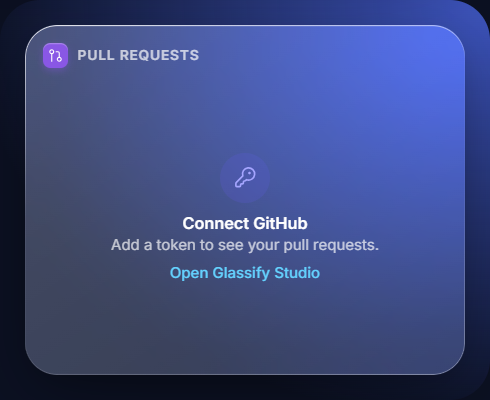 PULL REQUESTS
Connect GitHub
Add a token to see your pull requests.
Open Glassify Studio